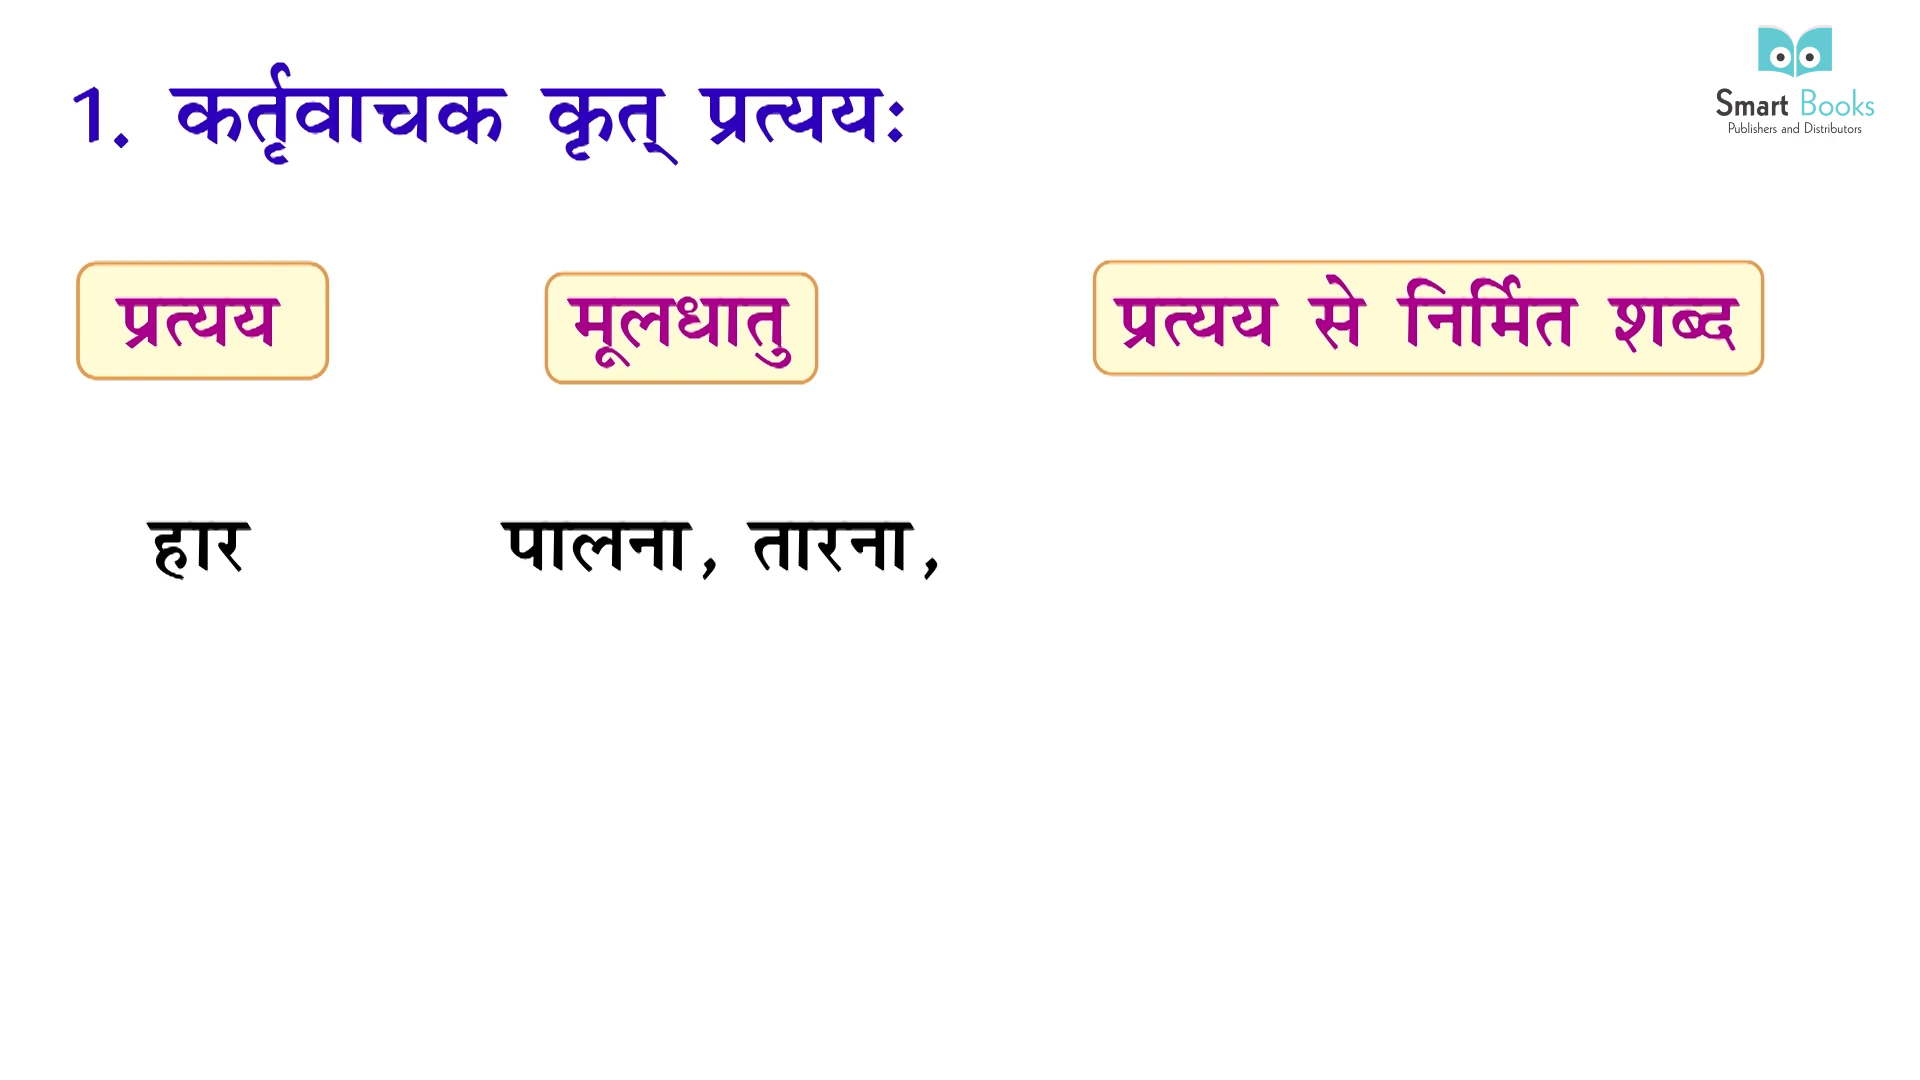 Smart Books
Publishers and Distributors
1. कर्तृवाचक कृत् प्रत्ययः
प्रत्यय मूलधातु प्रत्यय से निर्मित शब्द
हार पालना, तारना,